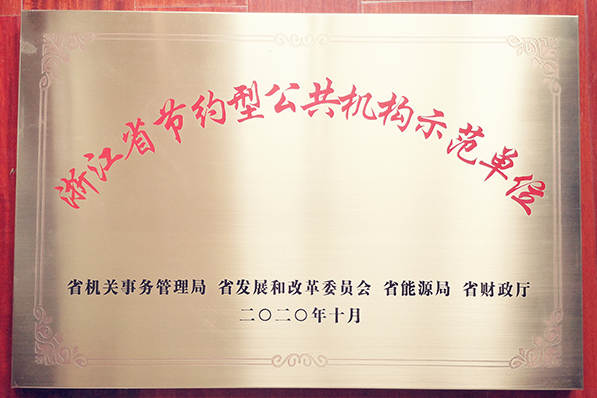 浙江省节约型公共机构示范单位
省机关事务管理局 省发展和改革委员会 省能源局 省财政厅
二〇二〇年十月